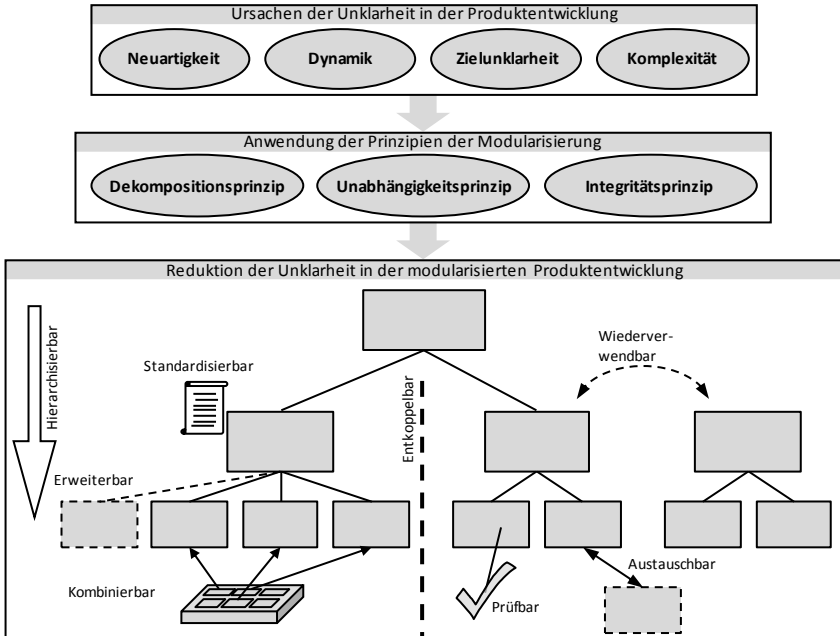 Ursachen der Unklarheit in der Produktentwicklung
Neuartigkeit
Dynamik
Zielunklarheit
Komplexität
Anwendung der Prinzipien der Modularisierung
Dekompositionsprinzip
Unabhängigkeitsprinzip
Integritätsprinzip
Reduktion der Unklarheit in der modularisierten Produktentwicklung
Hierarchisierbar
Standardisierbar
Entkoppelbar
Wiederver-
wendbar
Erweiterbar
Kombinierbar
Prüfbar
Austauschbar